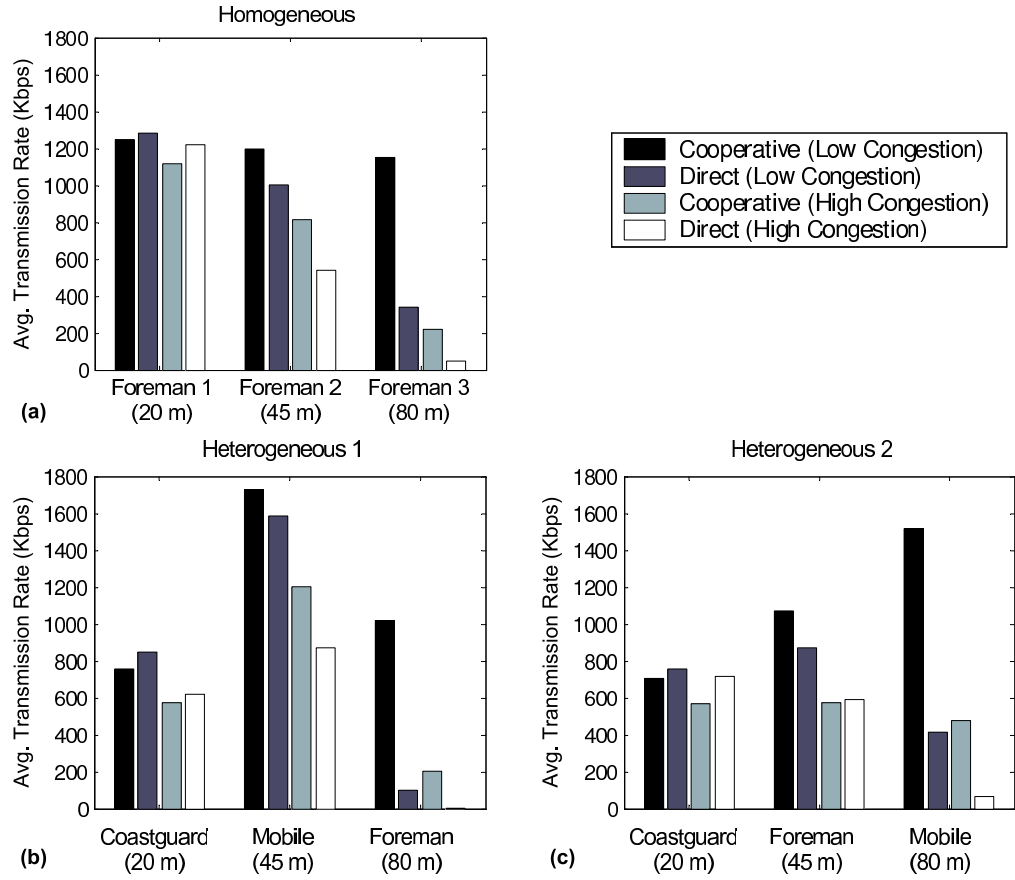 Homogeneous
Avg. Transmission Rate (Kbps)
1800
1600
1400
1200
1000
800
600
400
200
0
Foreman 1
(20 m)
Foreman 2
(45 m)
Foreman 3
(80 m)
(a)
Cooperative (Low Congestion)
Direct (Low Congestion)
Cooperative (High Congestion)
Direct (High Congestion)
Heterogeneous 1
Avg. Transmission Rate (Kbps)
1800
1600
1400
1200
1000
800
600
400
200
0
Coastguard
(20 m)
Mobile
(45 m)
Foreman
(80 m)
(b)
Heterogeneous 2
Avg. Transmission Rate (Kbps)
1800
1600
1400
1200
1000
800
600
400
200
0
Coastguard
(20 m)
Foreman
(45 m)
Mobile
(80 m)
(c)